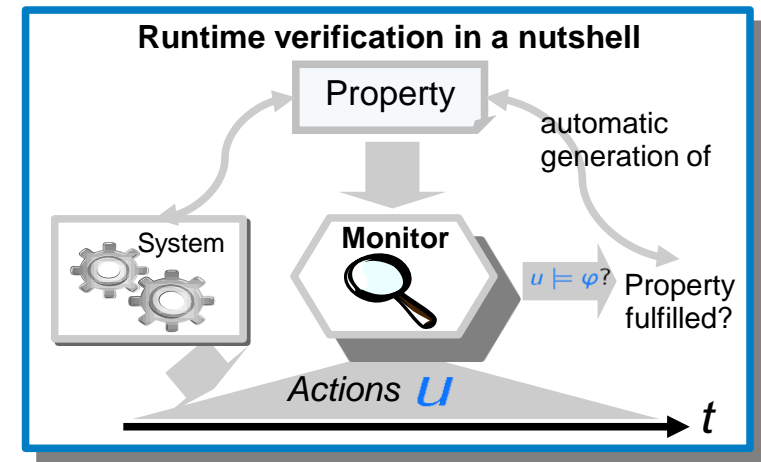 Runtime verification in a nutshell
Property
automatic
generation of
System
Monitor
u ⊨ φ?
Property
fulfilled?
Actions u
t